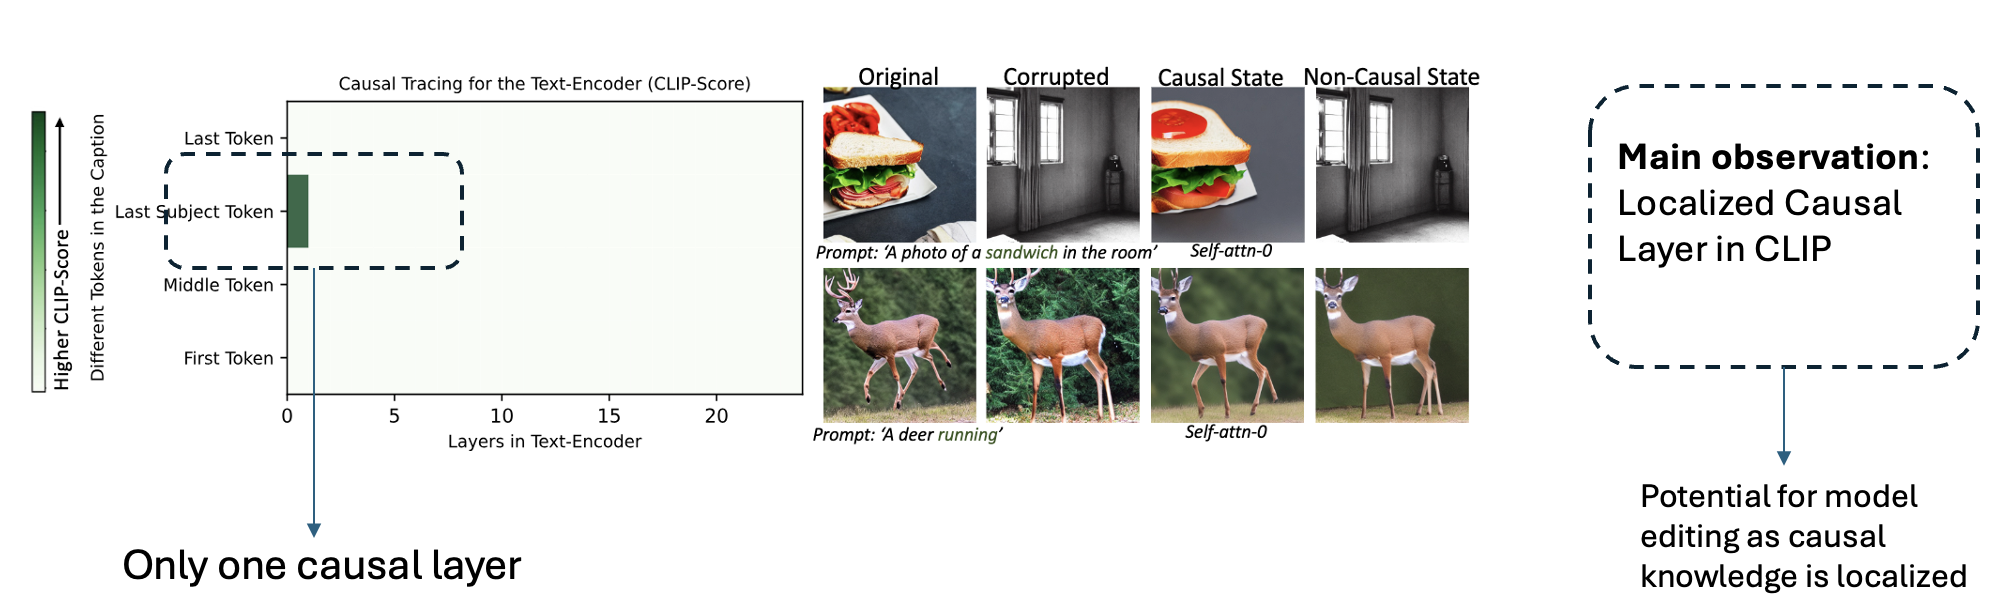 Causal Tracing for the Text-Encoder (CLIP-Score)
Higher CLIP-Score
Different Tokens in the Caption
Last Token
Last Subject Token
Middle Token
First Token
0 5 10 15 20
Layers in Text-Encoder
Only one causal layer
Original Corrupted Causal State Non-Causal State
Prompt: ‘A photo of a sandwich in the room’
Self-attn-0
Prompt: ‘A deer running’
Self-attn-0
Main observation:
Localized Causal
Layer in CLIP
Potential for model
editing as causal
knowledge is localized